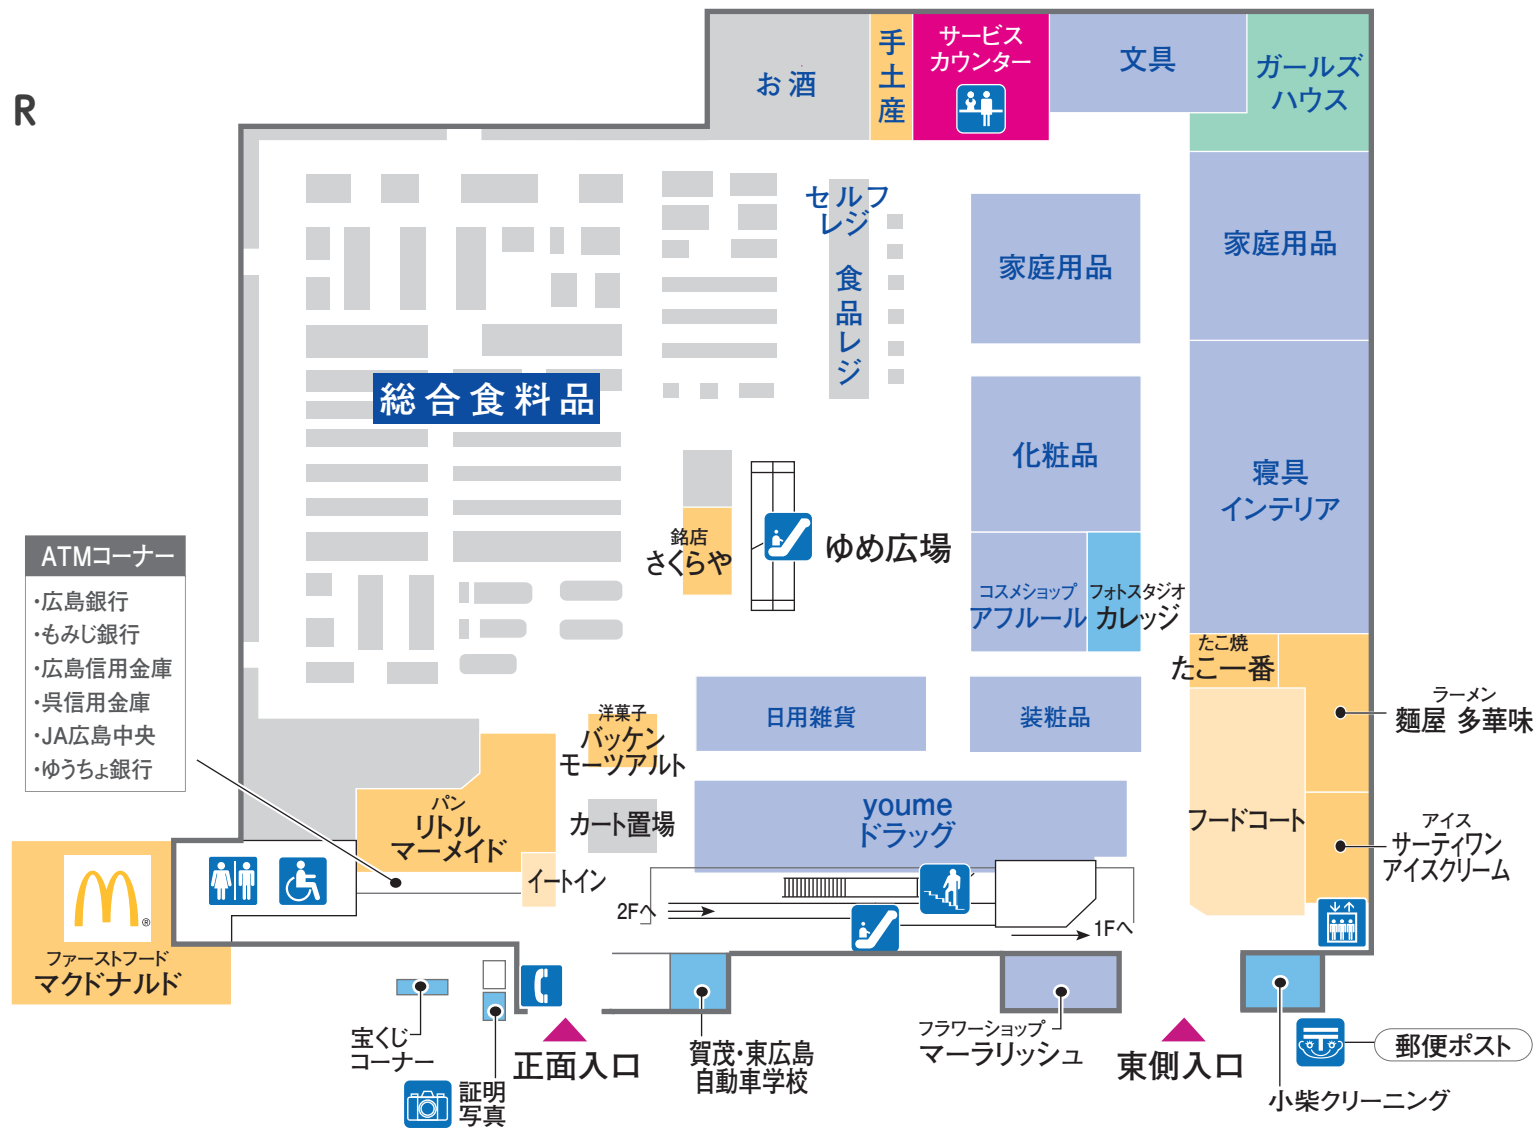 R
お酒
手土産
サービス
カウンター
文具
ガールズ
ハウス
セルフ
レジ
食品レジ
家庭用品
家庭用品
総合食料品
化粧品
寝具
インテリア
銘店
さくらや
ゆめ広場
コスメショップ
アフルール
フォトスタジオ
カレッジ
ATMコーナー
・広島銀行
・もみじ銀行
・広島信用金庫
・呉信用金庫
・JA広島中央
・ゆうちょ銀行
たこ焼
たこ一番
ラーメン
麺屋 多華味
洋菓子
バッケン
モーツアルト
日用雑貨
装粧品
パン
リトル
マーメイド
カート置場
youme
ドラッグ
フードコート
アイス
サーティワン
アイスクリーム
イートイン
2Fへ
1Fへ
®
ファーストフード
マクドナルド
宝くじ
コーナー
証明
写真
正面入口
賀茂・東広島
自動車学校
フラワーショップ
マーラリッシュ
東側入口
郵便ポスト
小柴クリーニング